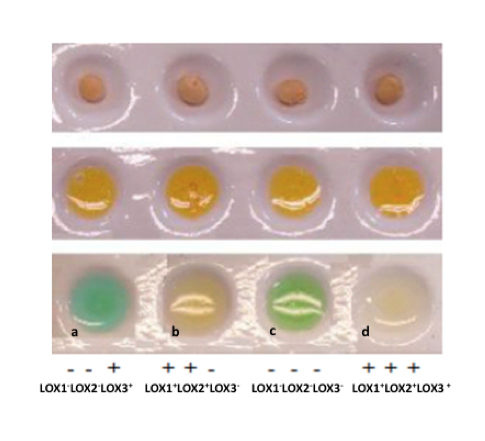 a b c d
- - + + + - - - - + + +
LOX1⁻LOX2⁻LOX3⁺ LOX1⁺LOX2⁺LOX3⁻ LOX1⁻LOX2⁻LOX3⁻ LOX1⁺LOX2⁺LOX3⁺